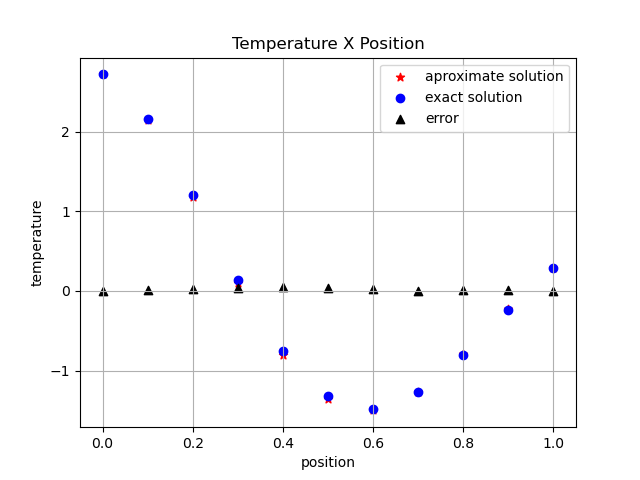 Temperature X Position
aproximate solution
exact solution
error
temperature
2
1
0
−1
0.0 0.2 0.4 0.6 0.8 1.0
position